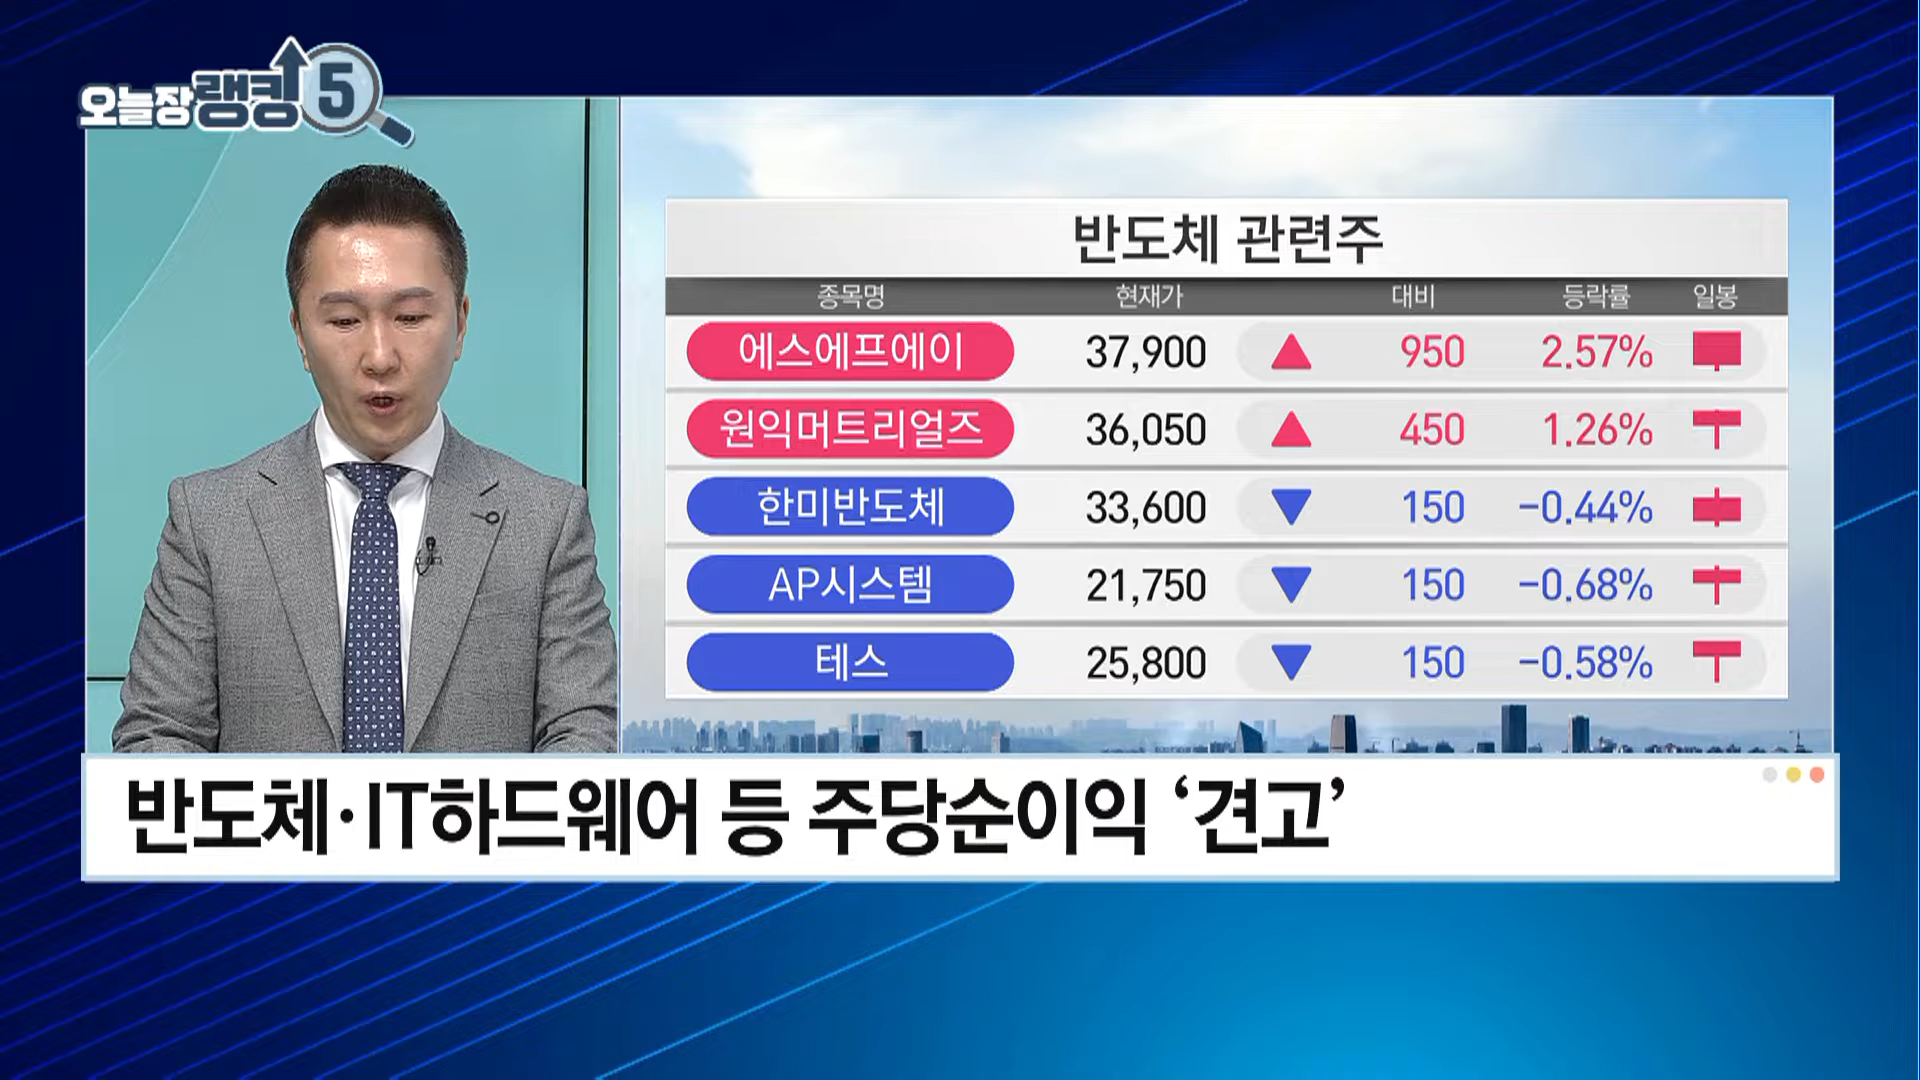 오늘장 랭킹 5
반도체 관련주
종목명 현재가 대비 등락률 일봉
에스에프에이 37,900 ▲ 950 2.57%
원익머트리얼즈 36,050 ▲ 450 1.26%
한미반도체 33,600 ▼ 150 -0.44%
AP시스템 21,750 ▼ 150 -0.68%
테스 25,800 ▼ 150 -0.58%
반도체·IT하드웨어 등 주당순이익 ‘견고’